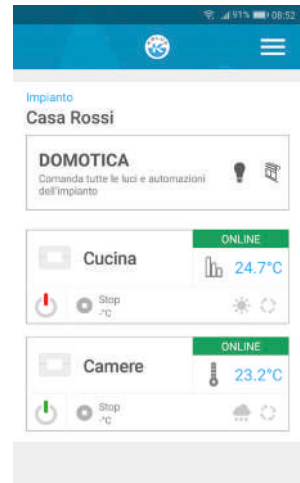 91% 08:52
Impianto
Casa Rossi
DOMOTICA
Comanda tutte le luci e automazioni
dell'impianto
ONLINE
Cucina
24.7°C
Stop
-°C
ONLINE
Camere
23.2°C
Stop
-°C